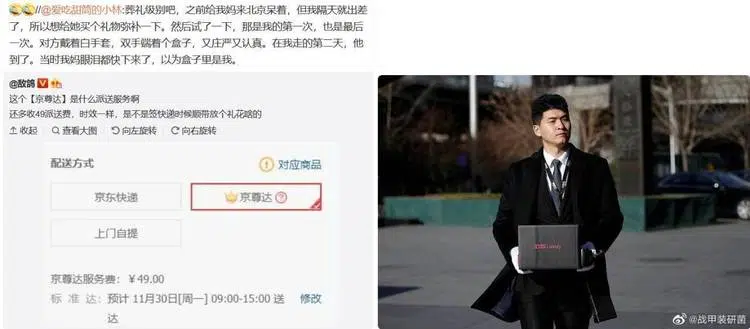 🤣🤣//@爱吃甜筒的小林:葬礼级别吧，之前给我妈来北京呆着，但我隔天就出差
了，所以想给她买个礼物弥补一下。然后试了一下，那是我的第一次，也是最后
一次。对方戴着白手套，双手端着个盒子，又庄严又认真。在我走的第二天，他
到了。当时我妈眼泪都快下来了，以为盒子里是我。
@敌鸽
这个【京尊达】是什么派送服务啊
还多收49派送费，时效一样，是不是签快递时候顺带放个礼花啥的
收起 查看大图 向左旋转 向右旋转
配送方式 对应商品
京东快递 京尊达
上门自提
京尊达服务费：￥49.00
标 准 达：预计 11月30日[周一] 09:00-15:00 送 修改
达
@战甲装研菌